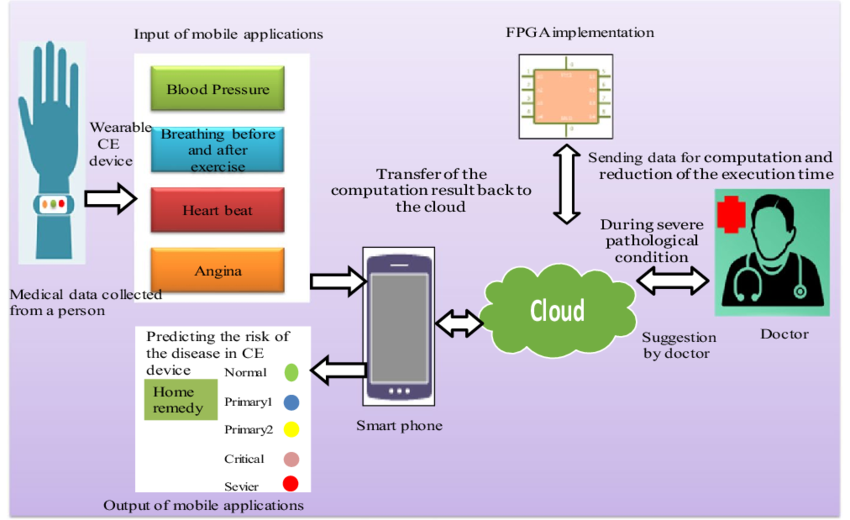 Input of mobile applications
FPGA implementation
Blood Pressure
Wearable
CE
device
Breathing before
and after
exercise
Heart beat
Angina
Transfer of the
computation result back to
the cloud
Sending data for computation and
reduction of the execution time
During severe
pathological
condition
Medical data collected
from a person
Cloud
Suggestion
by doctor
Doctor
Smart phone
Predicting the risk of
the disease in CE
device
Home
remedy
Normal
Primary1
Primary2
Critical
Sevier
Output of mobile applications